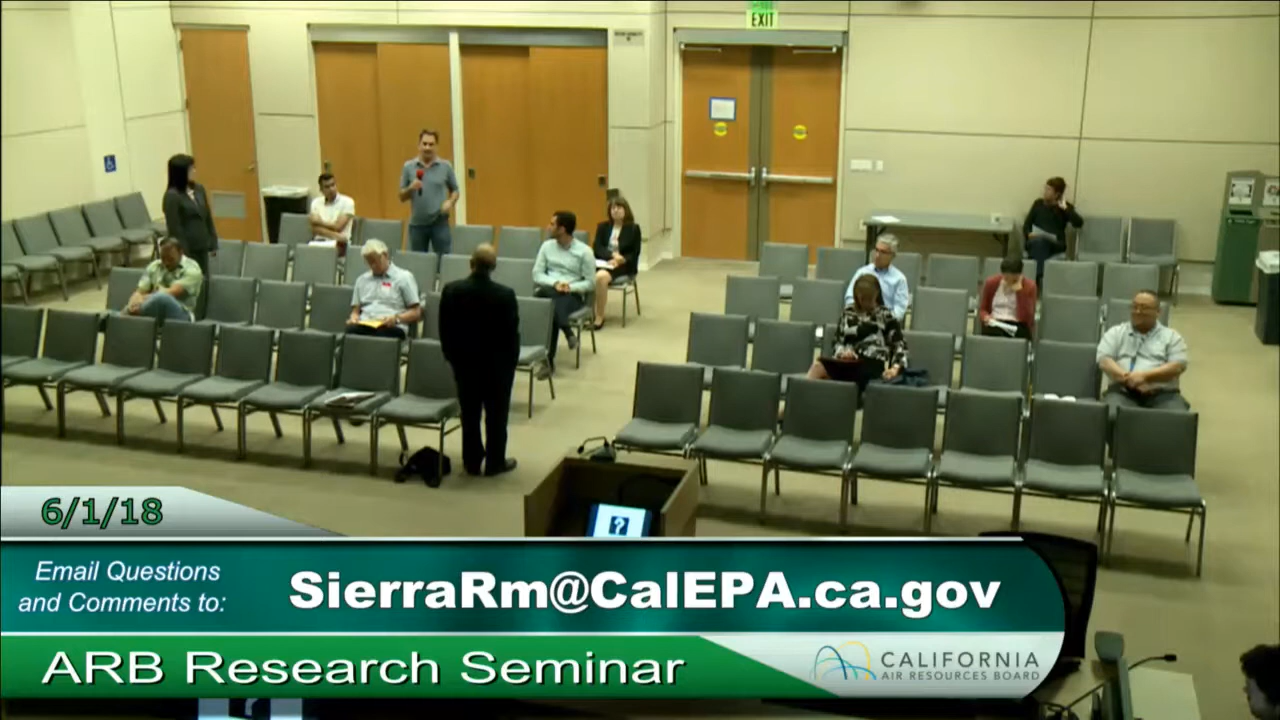 EXIT
6/1/18
Email Questions
and Comments to:
SierraRm@CalEPA.ca.gov
ARB Research Seminar
CALIFORNIA
AIR RESOURCES BOARD
?